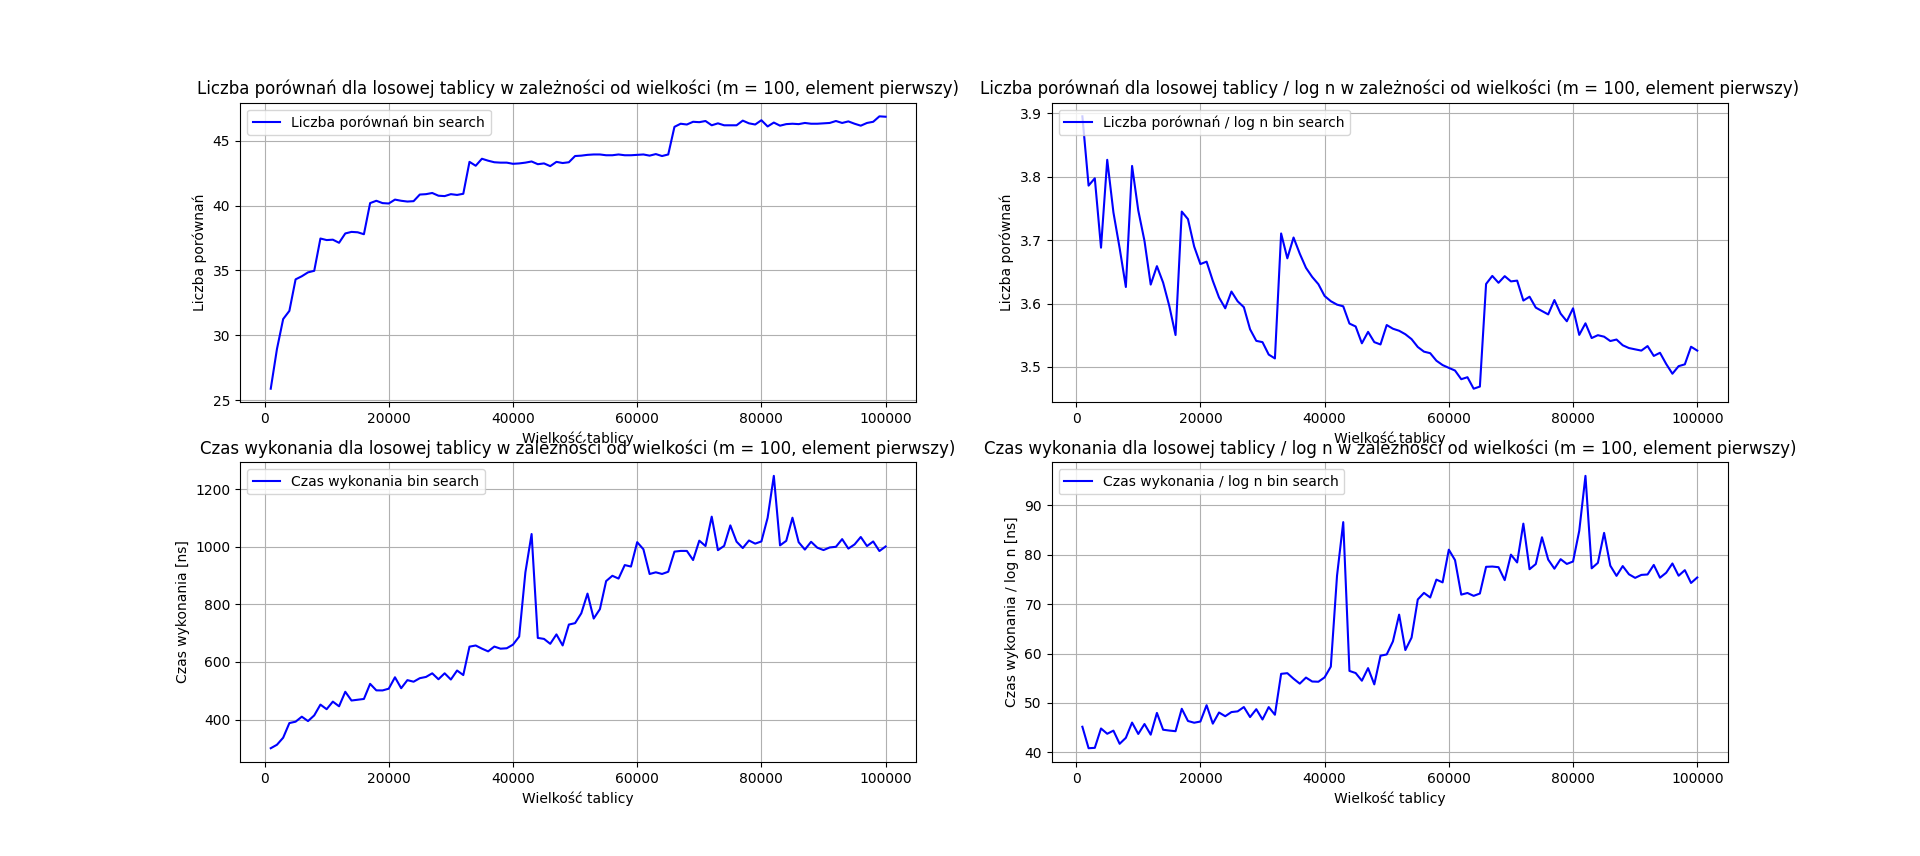 Liczba porównań dla losowej tablicy w zależności od wielkości (m = 100, element pierwszy)
Liczba porównań bin search
Liczba porównań
45
40
35
30
25
0 20000 40000 60000 80000 100000
Wielkość tablicy
Liczba porównań dla losowej tablicy / log n w zależności od wielkości (m = 100, element pierwszy)
Liczba porównań / log n bin search
Liczba porównań
3.9
3.8
3.7
3.6
3.5
0 20000 40000 60000 80000 100000
Wielkość tablicy
Czas wykonania dla losowej tablicy w zależności od wielkości (m = 100, element pierwszy)
Czas wykonania bin search
Czas wykonania [ns]
1200
1000
800
600
400
0 20000 40000 60000 80000 100000
Wielkość tablicy
Czas wykonania dla losowej tablicy / log n w zależności od wielkości (m = 100, element pierwszy)
Czas wykonania / log n bin search
Czas wykonania / log n [ns]
90
80
70
60
50
40
0 20000 40000 60000 80000 100000
Wielkość tablicy